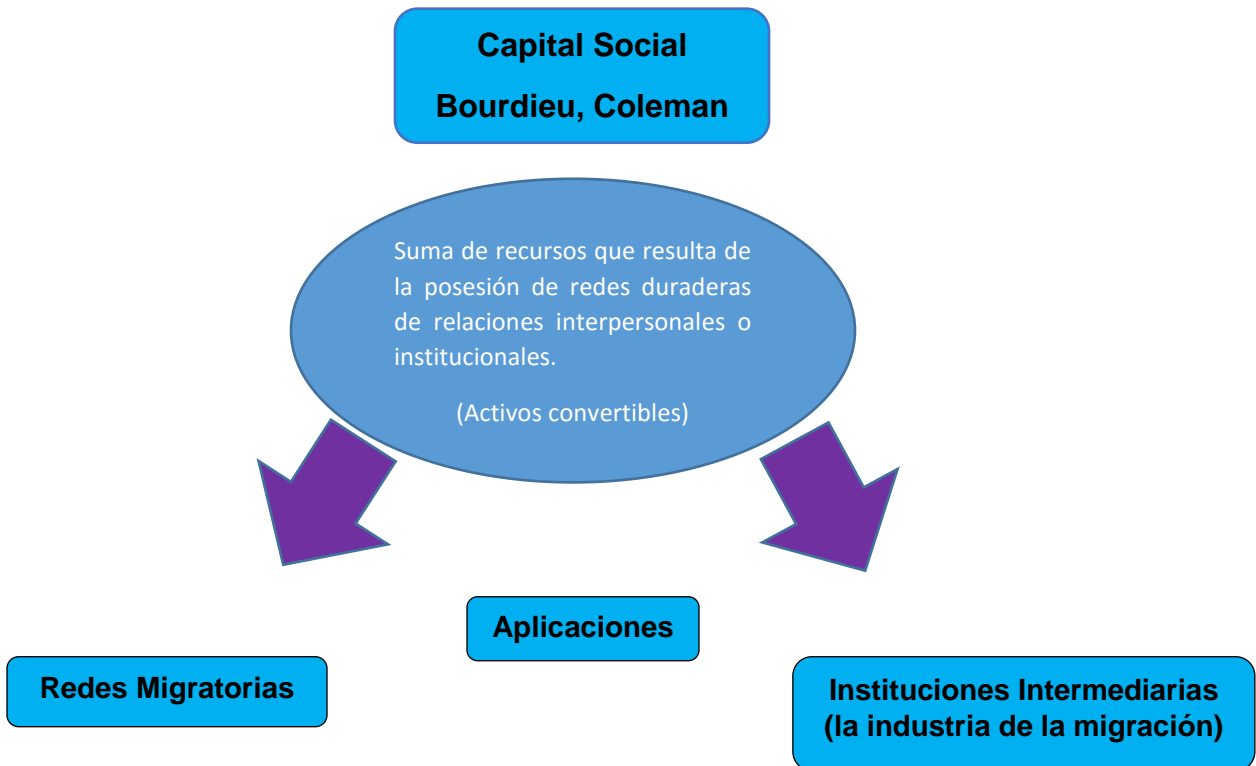 Capital Social
Bourdieu, Coleman
Suma de recursos que resulta de
la posesión de redes duraderas
de relaciones interpersonales o
institucionales.
(Activos convertibles)
Aplicaciones
Redes Migratorias
Instituciones Intermediarias
(la industria de la migración)